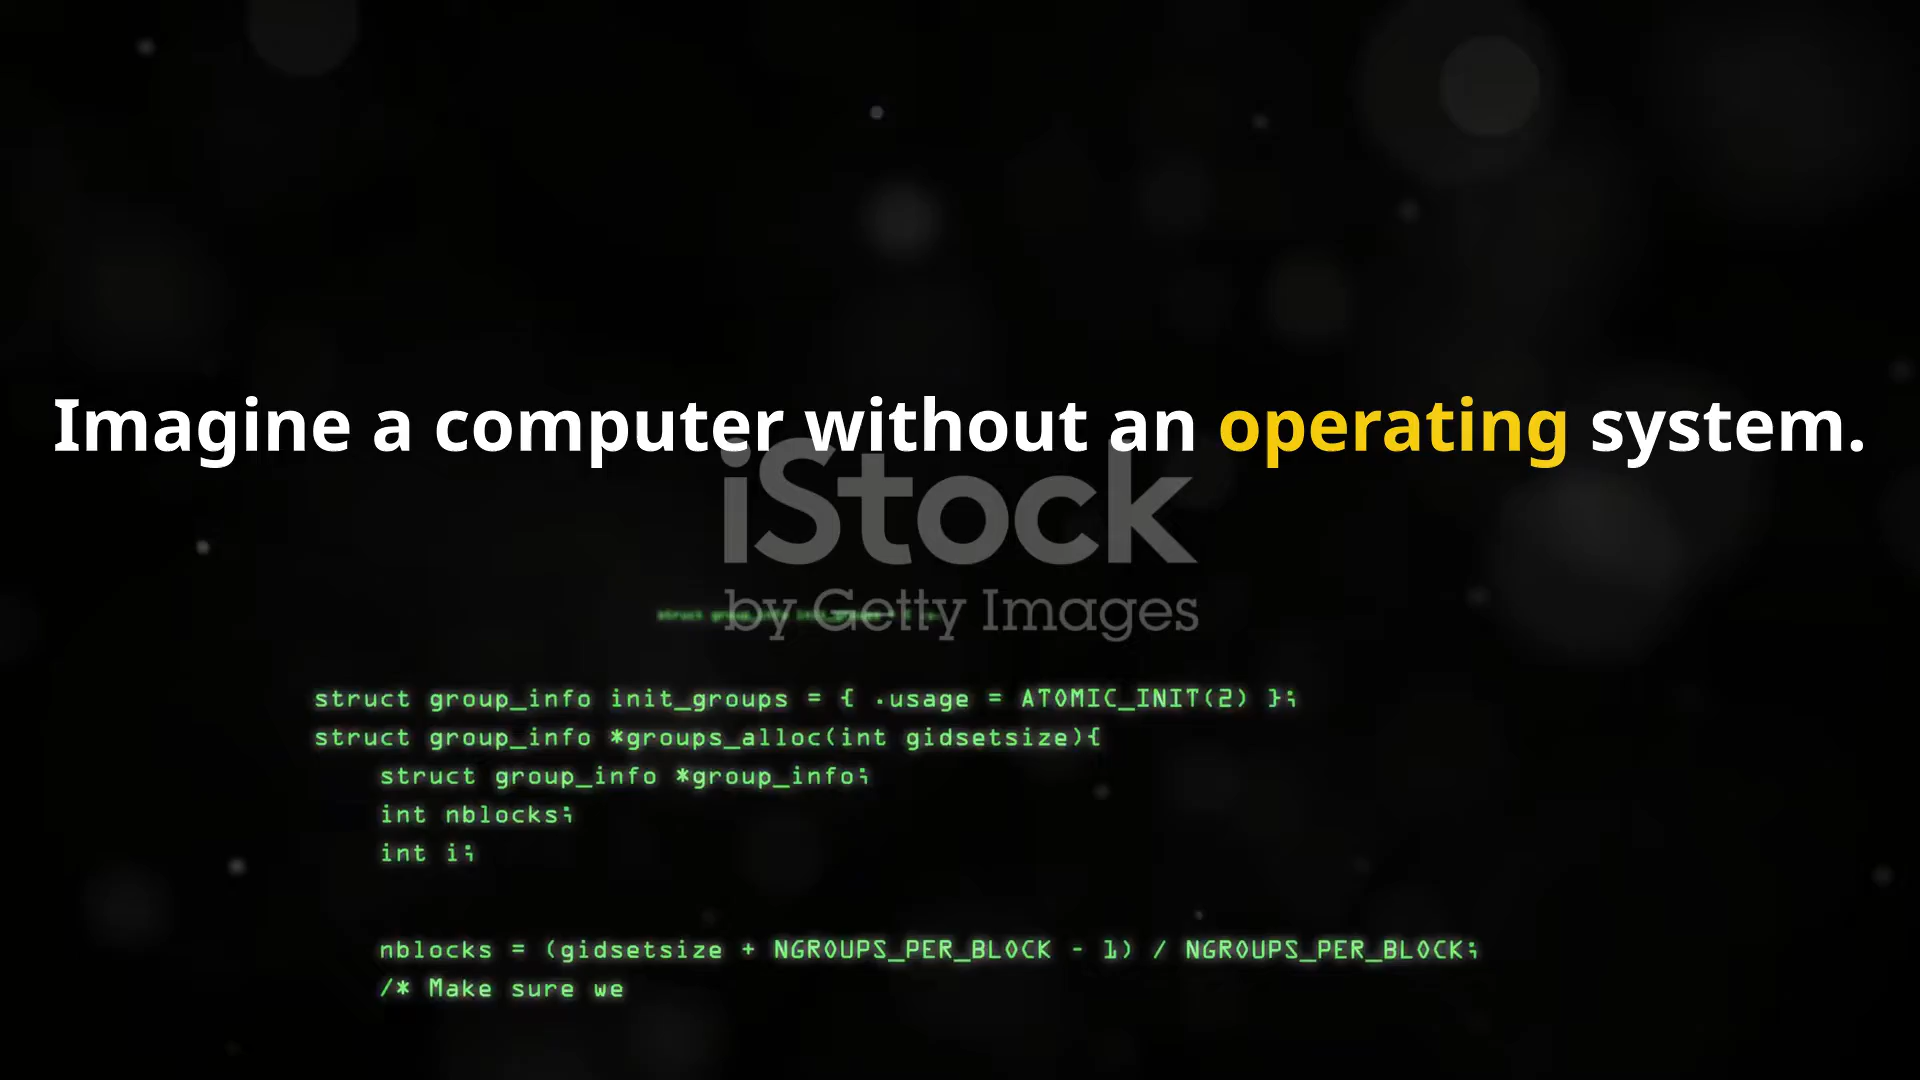 Imagine a computer without an operating system.
iStock
by Getty Images
struct group_info init_groups = { .usage = ATOMIC_INIT(2) };
struct group_info *groups_alloc(int gidsetsize){
struct group_info *group_info;
int nblocks;
int i;
nblocks = (gidsetsize + NGROUPS_PER_BLOCK - 1) / NGROUPS_PER_BLOCK;
/* Make sure we